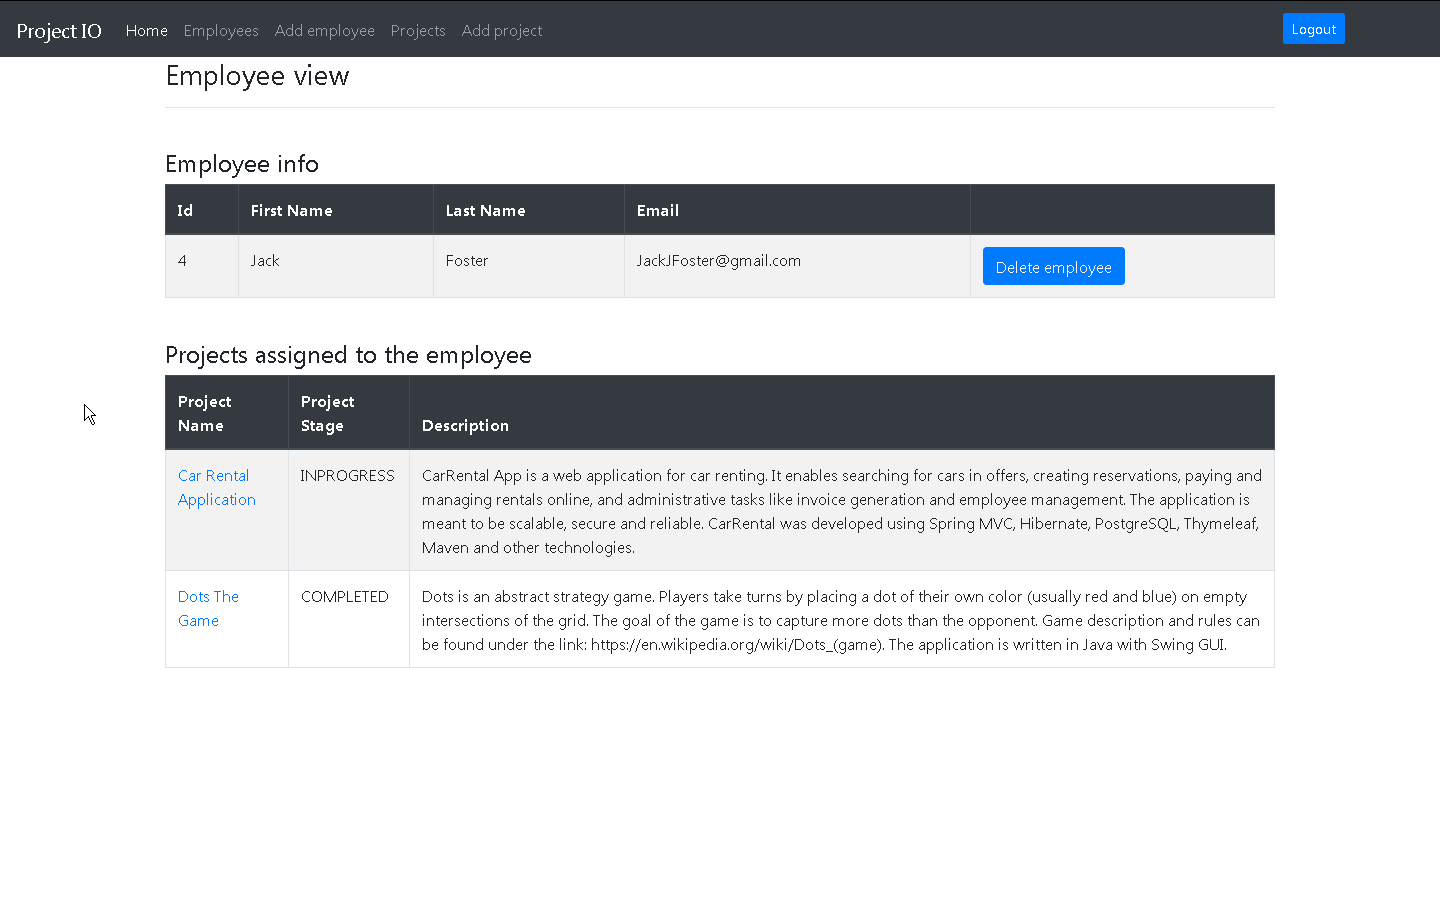 Project IO Home Employees Add employee Projects Add project Logout
Employee view
Employee info
Id First Name Last Name Email
4 Jack Foster JackJFoster@gmail.com Delete employee
Projects assigned to the employee
Project Name Project Stage Description
Car Rental Application INPROGRESS CarRental App is a web application for car renting. It enables searching for cars in offers, creating reservations, paying and
managing rentals online, and administrative tasks like invoice generation and employee management. The application is
meant to be scalable, secure and reliable. CarRental was developed using Spring MVC, Hibernate, PostgreSQL, Thymeleaf,
Maven and other technologies.
Dots The Game COMPLETED Dots is an abstract strategy game. Players take turns by placing a dot of their own color (usually red and blue) on empty
intersections of the grid. The goal of the game is to capture more dots than the opponent. Game description and rules can
be found under the link: https://en.wikipedia.org/wiki/Dots_(game). The application is written in Java with Swing GUI.